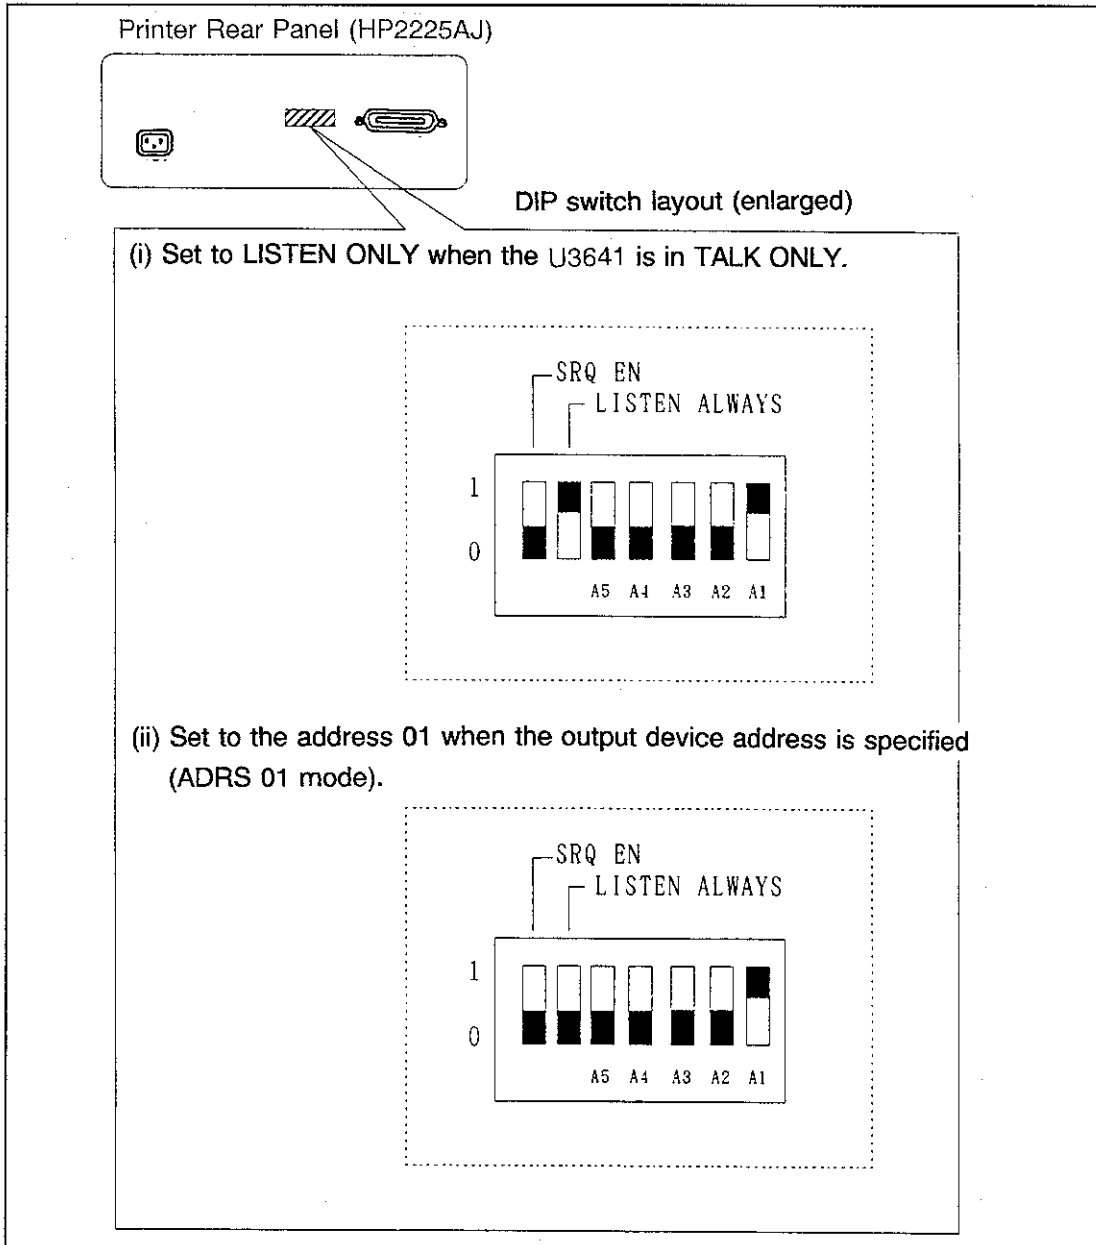 Printer Rear Panel (HP2225AJ)
DIP switch layout (enlarged)
(i) Set to LISTEN ONLY when the U3641 is in TALK ONLY.
SRQ EN
LISTEN ALWAYS
1
0
A5 A4 A3 A2 A1
(ii) Set to the address 01 when the output device address is specified
(ADRS 01 mode).
SRQ EN
LISTEN ALWAYS
1
0
A5 A4 A3 A2 A1